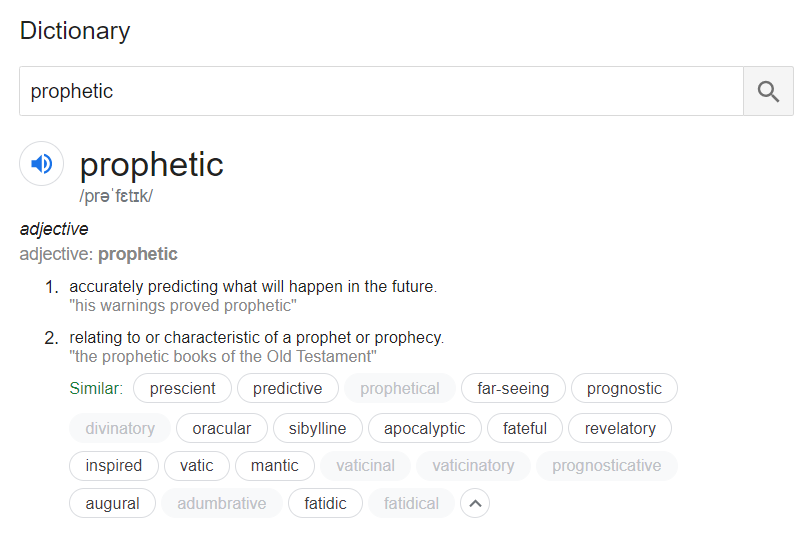 Dictionary
prophetic
prophetic
/prəˈfɛtɪk/
adjective
adjective: prophetic
1. accurately predicting what will happen in the future.
"his warnings proved prophetic"
2. relating to or characteristic of a prophet or prophecy.
"the prophetic books of the Old Testament"
Similar: prescient predictive prophetical far-seeing prognostic
divinatory oracular sibylline apocalyptic fateful revelatory
inspired vatic mantic vaticinal vaticinatory prognosticative
augural adumbrative fatidic fatidical